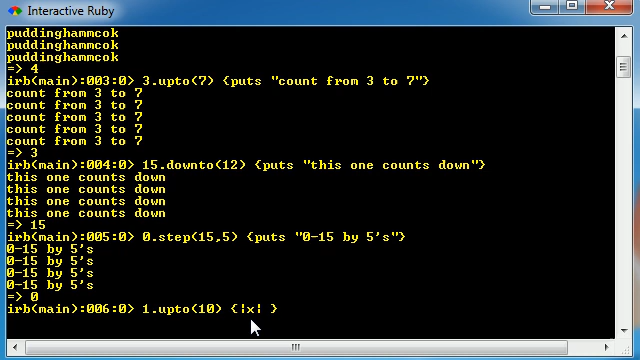 Interactive Ruby
puddinghammcok
puddinghammcok
puddinghammcok
=> 4
irb(main):003:0> 3.upto(7) {puts "count from 3 to 7"}
count from 3 to 7
count from 3 to 7
count from 3 to 7
count from 3 to 7
count from 3 to 7
=> 3
irb(main):004:0> 15.downto(12) {puts "this one counts down"}
this one counts down
this one counts down
this one counts down
this one counts down
=> 15
irb(main):005:0> 0.step(15,5) {puts "0-15 by 5's"}
0-15 by 5's
0-15 by 5's
0-15 by 5's
0-15 by 5's
=> 0
irb(main):006:0> 1.upto(10) {|x| }